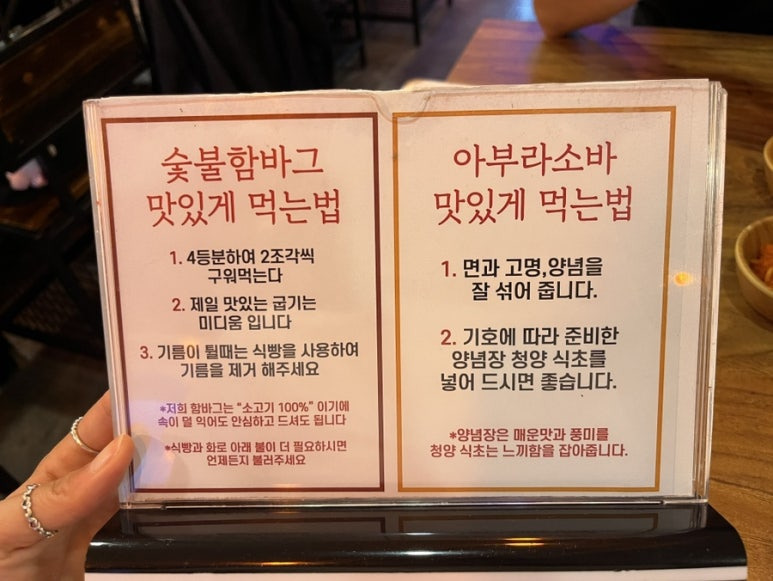 숯불함바그
맛있게 먹는법
1. 4등분하여 2조각씩
구워먹는다
2. 제일 맛있는 굽기는
미디움 입니다
3. 기름이 튈때는 식빵을 사용하여
기름을 제거 해주세요
*저희 함바그는 "소고기 100%" 이기에
속이 덜 익어도 안심하고 드셔도 됩니다
*식빵과 화로 아래 불이 더 필요하시면
언제든지 불러주세요
아부라소바
맛있게 먹는법
1. 면과 고명,양념을
잘 섞어 줍니다.
2. 기호에 따라 준비한
양념장 청양 식초를
넣어 드시면 좋습니다.
*양념장은 매운맛과 풍미를
청양 식초는 느끼함을 잡아줍니다.